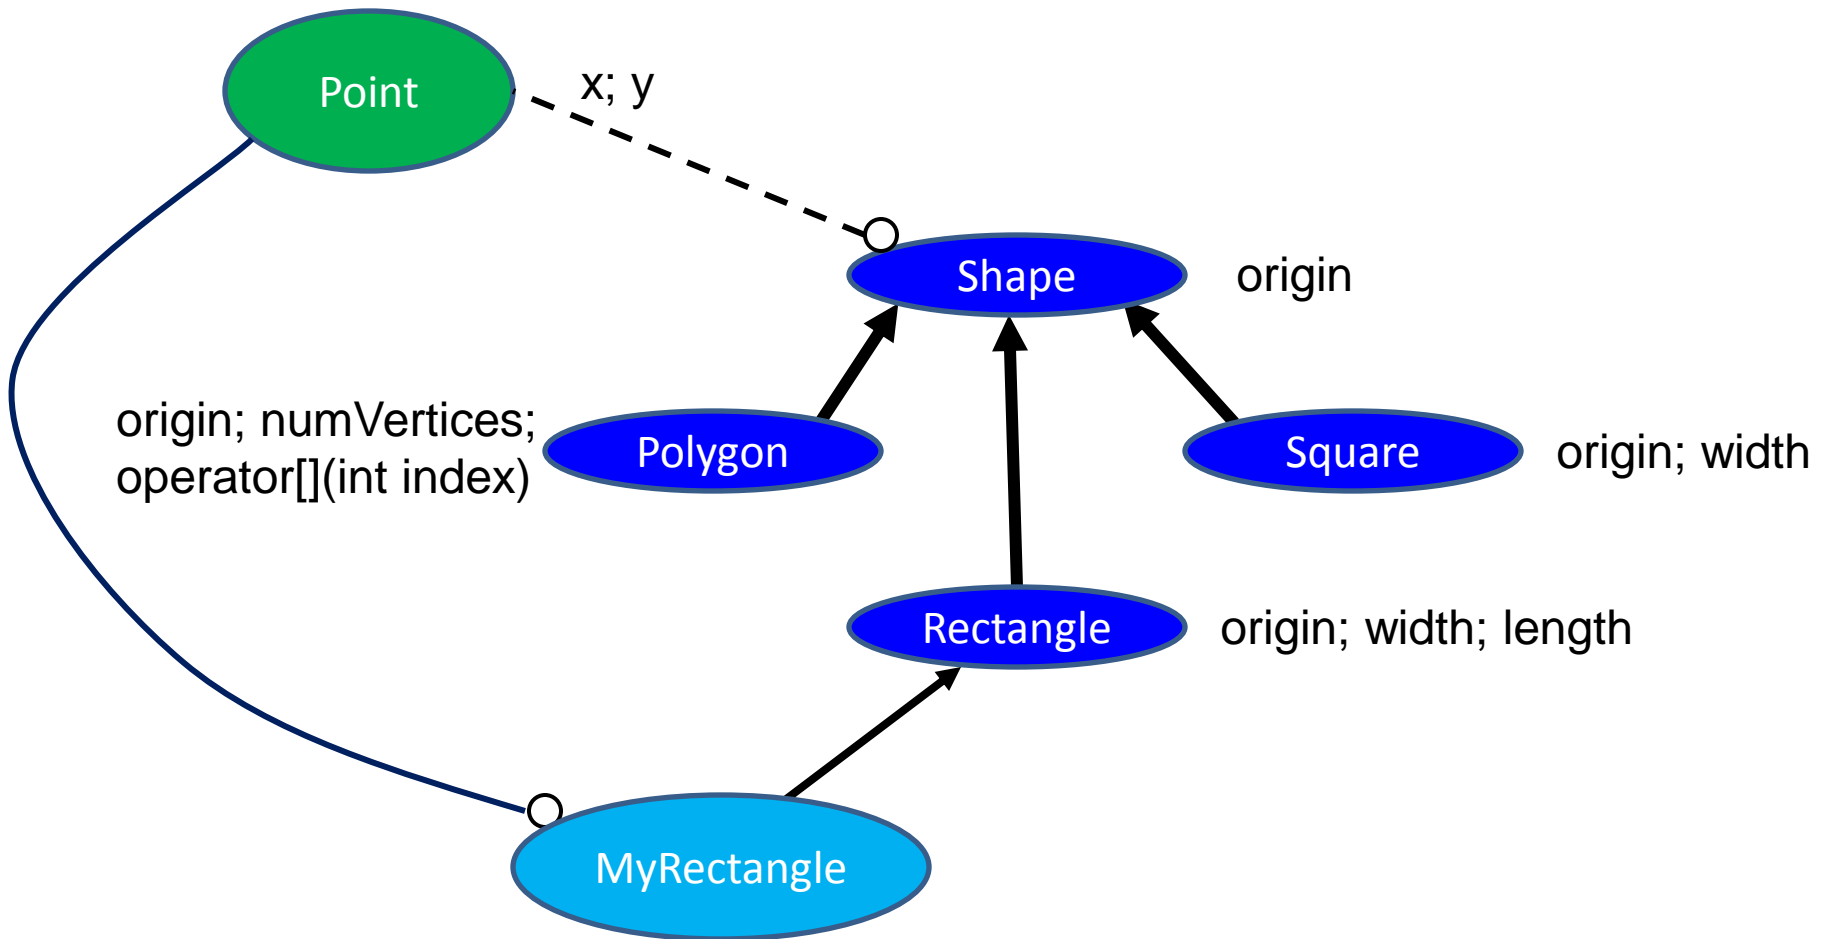 Point
x; y
Shape
origin
origin; numVertices;
operator[](int index)
Polygon
Square
origin; width
Rectangle
origin; width; length
MyRectangle